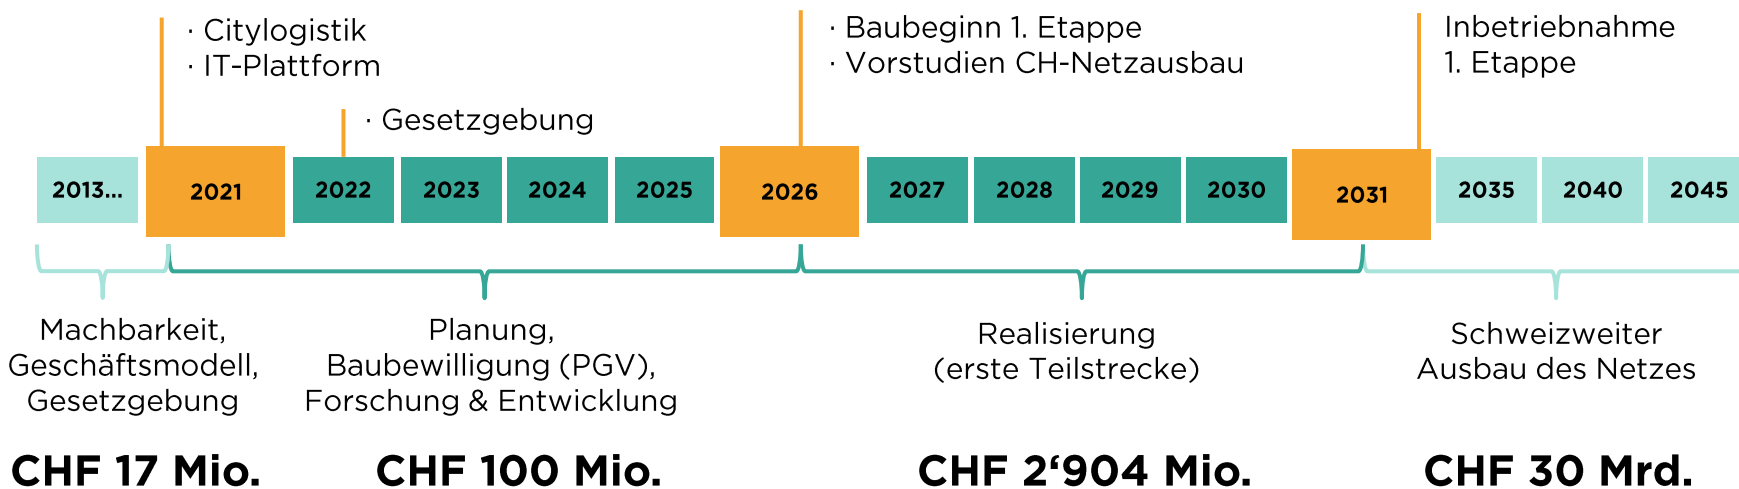 · Citylogistik
· IT-Plattform
· Gesetzgebung
· Baubeginn 1. Etappe
· Vorstudien CH-Netzausbau
Inbetriebnahme
1. Etappe
2013...
2021
2022
2023
2024
2025
2026
2027
2028
2029
2030
2031
2035
2040
2045
Machbarkeit,
Geschäftsmodell,
Gesetzgebung
CHF 17 Mio.
Planung,
Baubewilligung (PGV),
Forschung & Entwicklung
CHF 100 Mio.
Realisierung
(erste Teilstrecke)
CHF 2‘904 Mio.
Schweizweiter
Ausbau des Netzes
CHF 30 Mrd.